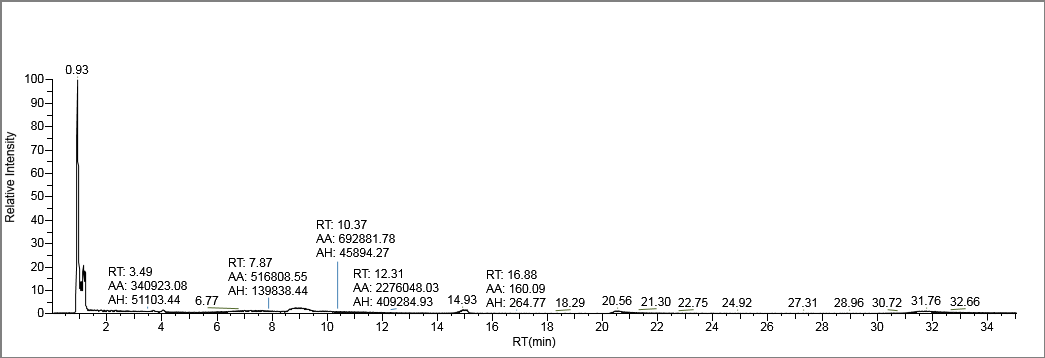 0.93
100
90
80
70
60
50
40
30
20
10
0
Relative Intensity
RT: 3.49
AA: 340923.08
AH: 51103.44
6.77
RT: 7.87
AA: 516808.55
AH: 139838.44
RT: 10.37
AA: 692881.78
AH: 45894.27
RT: 12.31
AA: 2276048.03
AH: 409284.93
14.93
RT: 16.88
AA: 160.09
AH: 264.77
18.29
20.56
21.30
22.75
24.92
27.31
28.96
30.72
31.76
32.66
2 4 6 8 10 12 14 16 18 20 22 24 26 28 30 32 34
RT(min)